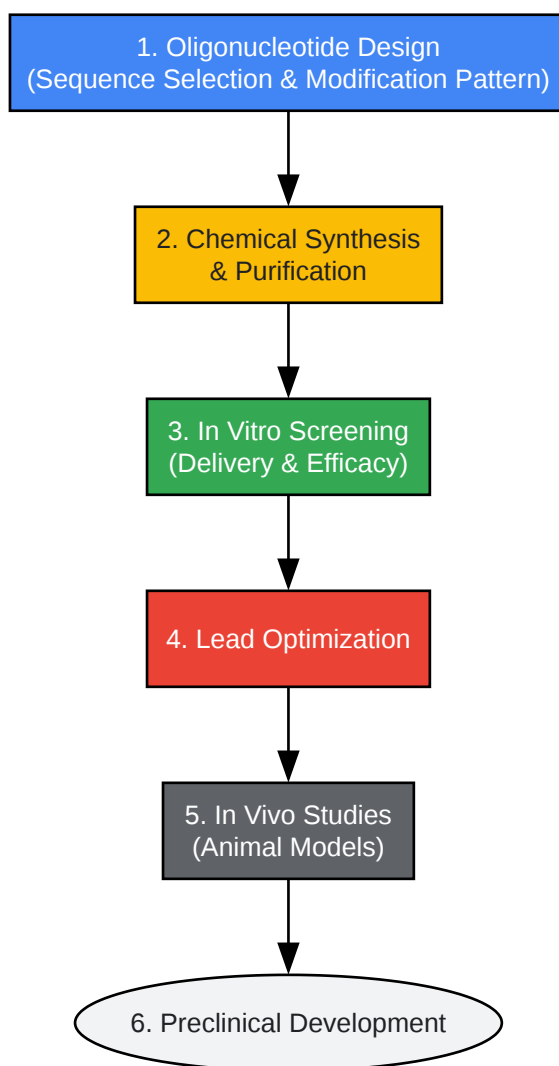 1. Oligonucleotide Design
(Sequence Selection & Modification Pattern)
2. Chemical Synthesis
& Purification
3. In Vitro Screening
(Delivery & Efficacy)
4. Lead Optimization
5. In Vivo Studies
(Animal Models)
6. Preclinical Development